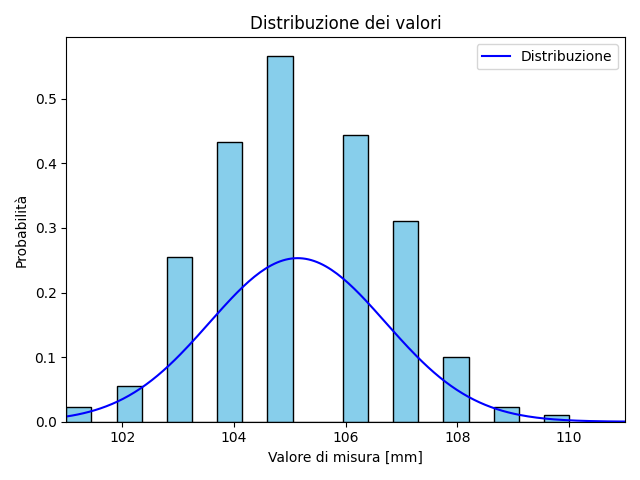 Distribuzione dei valori
Distribuzione
Probabilità
0.5
0.4
0.3
0.2
0.1
0.0
102 104 106 108 110
Valore di misura [mm]